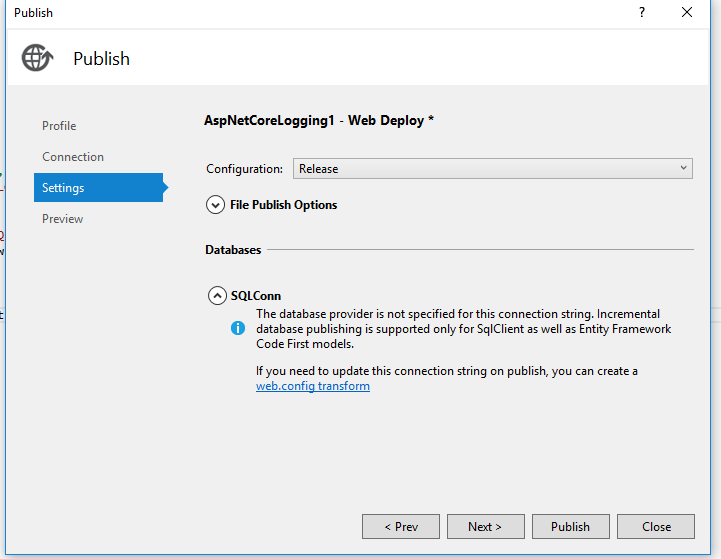 Publish
?
Publish
Profile
Connection
Settings
Preview
AspNetCoreLogging1 - Web Deploy *
Configuration: Release
File Publish Options
Databases
SQLConn
The database provider is not specified for this connection string. Incremental
database publishing is supported only for SqlClient as well as Entity Framework
Code First models.
If you need to update this connection string on publish, you can create a
web.config transform
< Prev Next > Publish Close